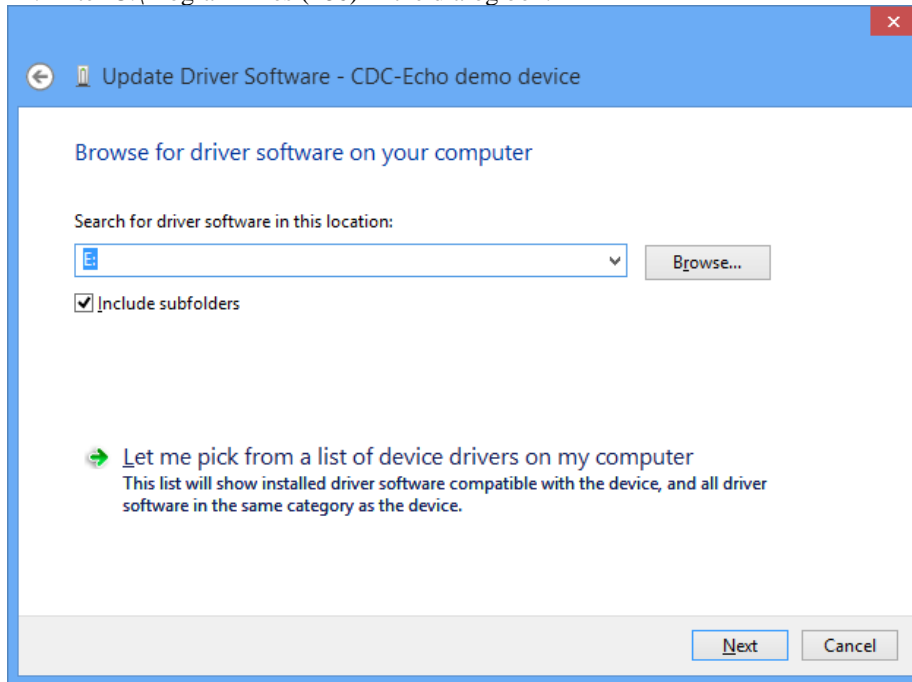 Update Driver Software - CDC-Echo demo device
Browse for driver software on your computer
Search for driver software in this location:
E:
Browse...
Include subfolders
Let me pick from a list of device drivers on my computer
This list will show installed driver software compatible with the device, and all driver
software in the same category as the device.
Next
Cancel